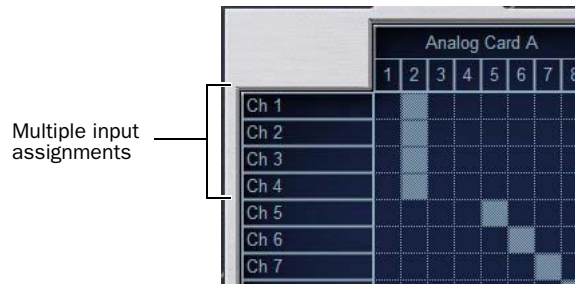 Analog Card A
1 2 3 4 5 6 7 8
Multiple input
assignments
Ch 1
Ch 2
Ch 3
Ch 4
Ch 5
Ch 6
Ch 7